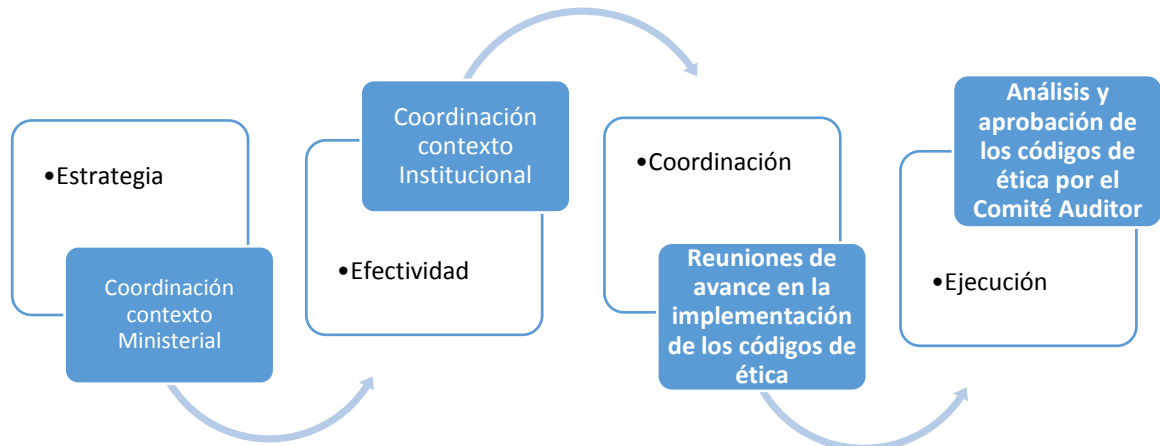 •Estrategia
Coordinación
contexto
Ministerial
Coordinación
contexto
Institucional
•Efectividad
•Coordinación
Reuniones de
avance en la
implementación
de los códigos de
ética
Análisis y
aprobación de
los códigos de
ética por el
Comité Auditor
•Ejecución